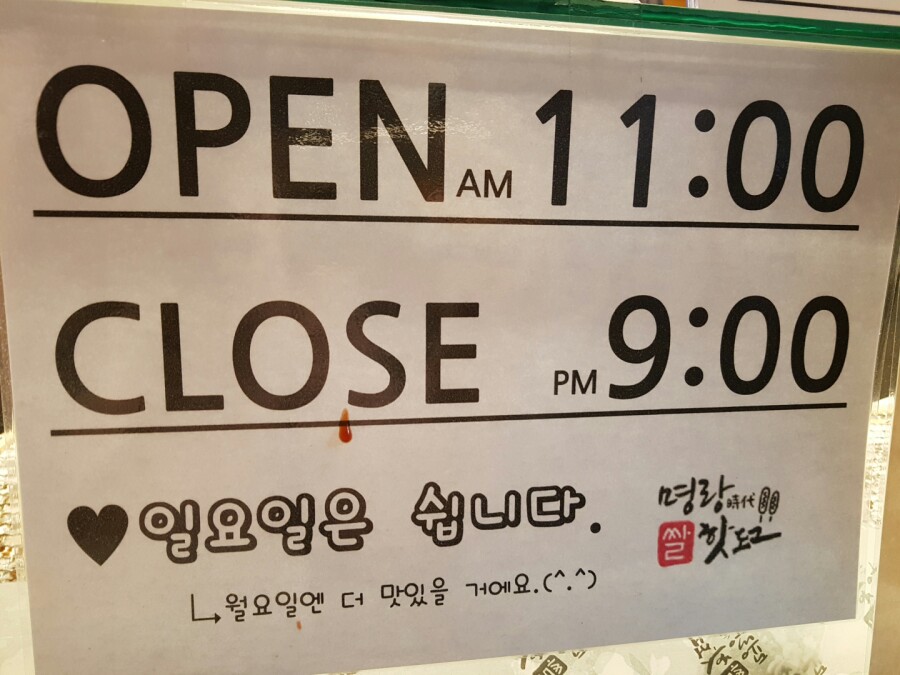 OPEN AM 11:00
CLOSE PM 9:00
♥일요일은 쉽니다.
월요일엔 더 맛있을 거에요.(^.^)
명랑時代
쌀 핫도그